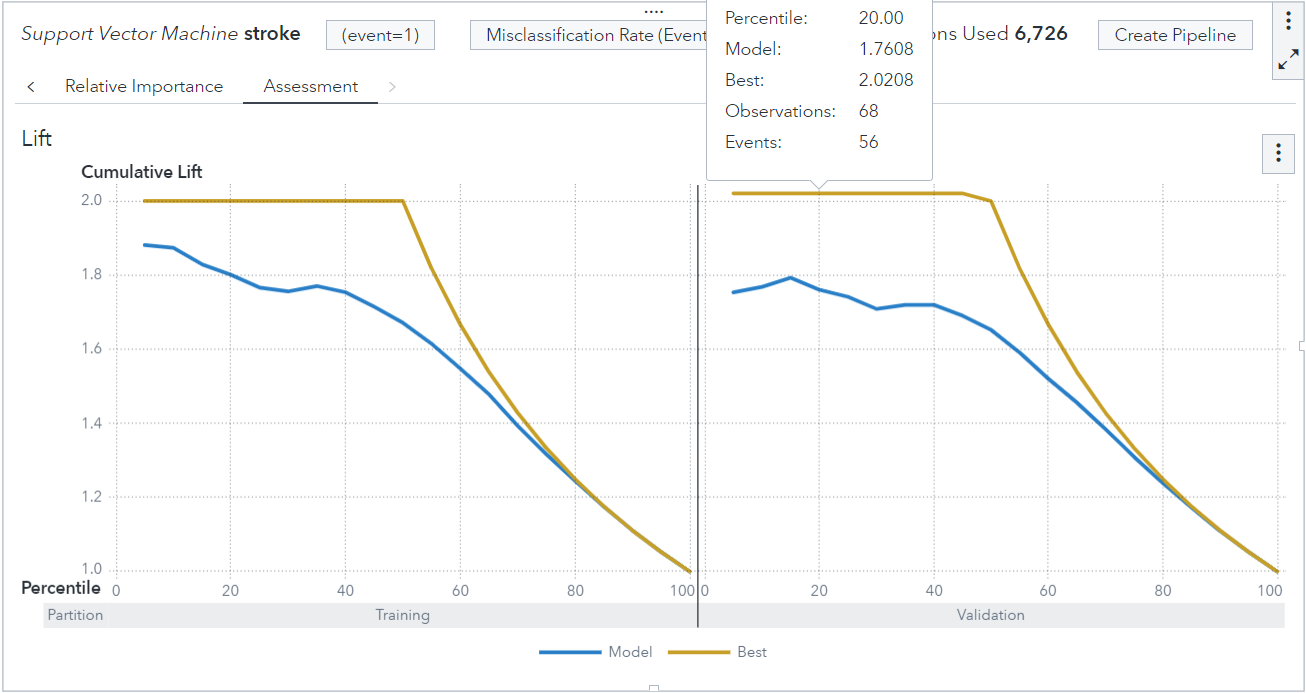 Support Vector Machine stroke (event=1) Misclassification Rate (Event ons Used 6,726 Create Pipeline
Percentile: 20.00
Model: 1.7608
Best: 2.0208
Observations: 68
Events: 56
Relative Importance Assessment
Lift
Cumulative Lift
2.0
1.8
1.6
1.4
1.2
1.0
Percentile 0 20 40 60 80 100 0 20 40 60 80 100
Partition Training Validation
Model Best